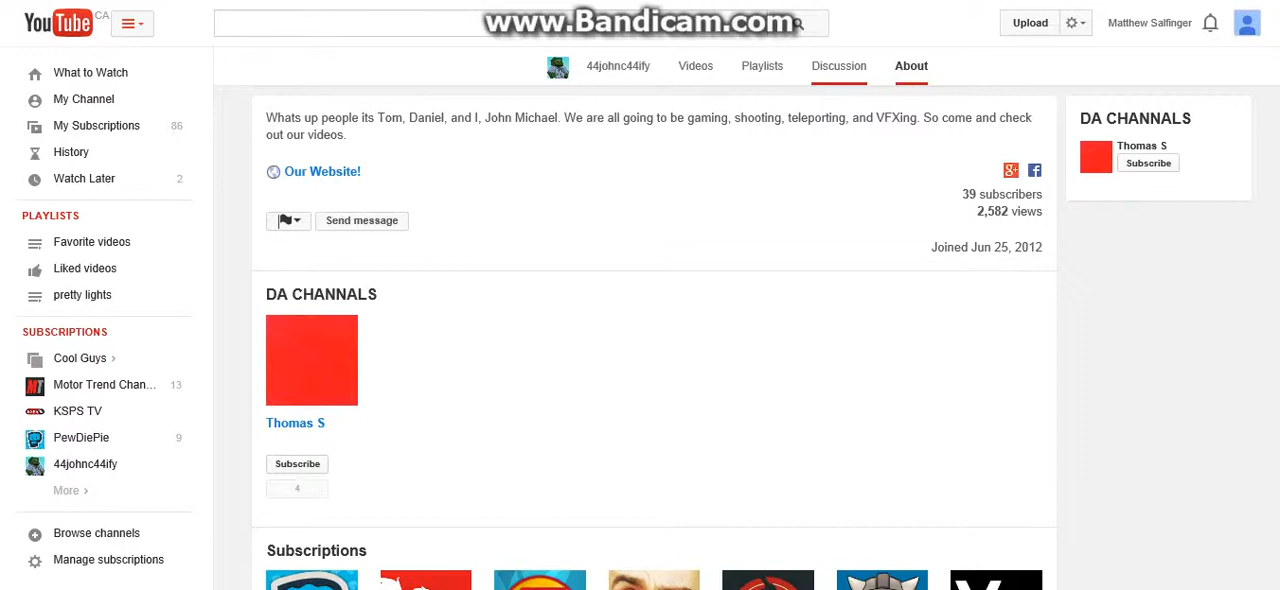 YouTube CA
www.Bandicam.com
Upload
Matthew Salfinger
44johnc44ify
Videos
Playlists
Discussion
About
What to Watch
My Channel
My Subscriptions 86
History
Watch Later 2
PLAYLISTS
Favorite videos
Liked videos
pretty lights
SUBSCRIPTIONS
Cool Guys ›
Motor Trend Chan... 13
KSPS TV
PewDiePie 9
44johnc44ify
More ›
Browse channels
Manage subscriptions
Whats up people its Tom, Daniel, and I, John Michael. We are all going to be gaming, shooting, teleporting, and VFXing. So come and check
out our videos.
Our Website!
39 subscribers
2,582 views
Send message
Joined Jun 25, 2012
DA CHANNALS
Thomas S
Subscribe
4
Subscriptions
DA CHANNALS
Thomas S
Subscribe